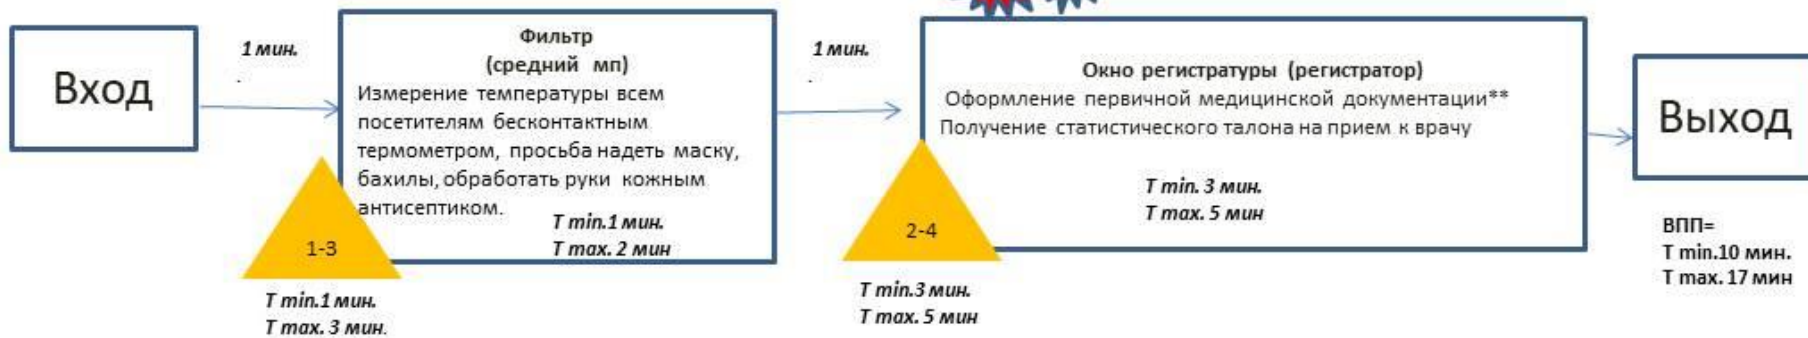 Вход
1 мин.
.
Фильтр
(средний мп)
Измерение температуры всем
посетителям бесконтактным
термометром, просьба надеть маску,
бахилы, обработать руки кожным
антисептиком.
T min.1 мин.
T max. 2 мин
1-3
T min.1 мин.
T max. 3 мин.
1 мин.
.
Окно регистратуры (регистратор)
Оформление первичной медицинской документации**
Получение статистического талона на прием к врачу
T min. 3 мин.
T max. 5 мин
2-4
T min.3 мин.
T max. 5 мин
Выход
ВПП=
T min.10 мин.
T max. 17 мин